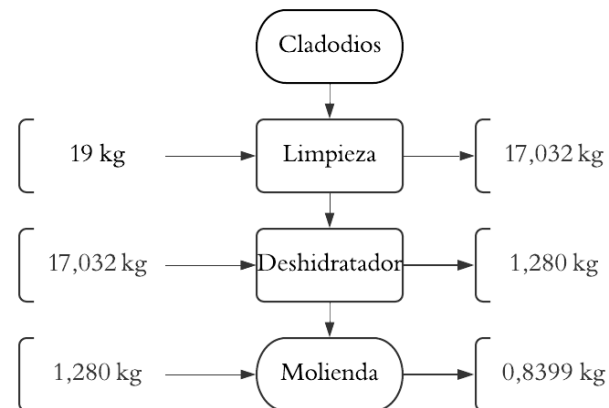 Cladodios
19 kg
Limpieza
17,032 kg
17,032 kg
Deshidratador
1,280 kg
1,280 kg
Molienda
0,8399 kg